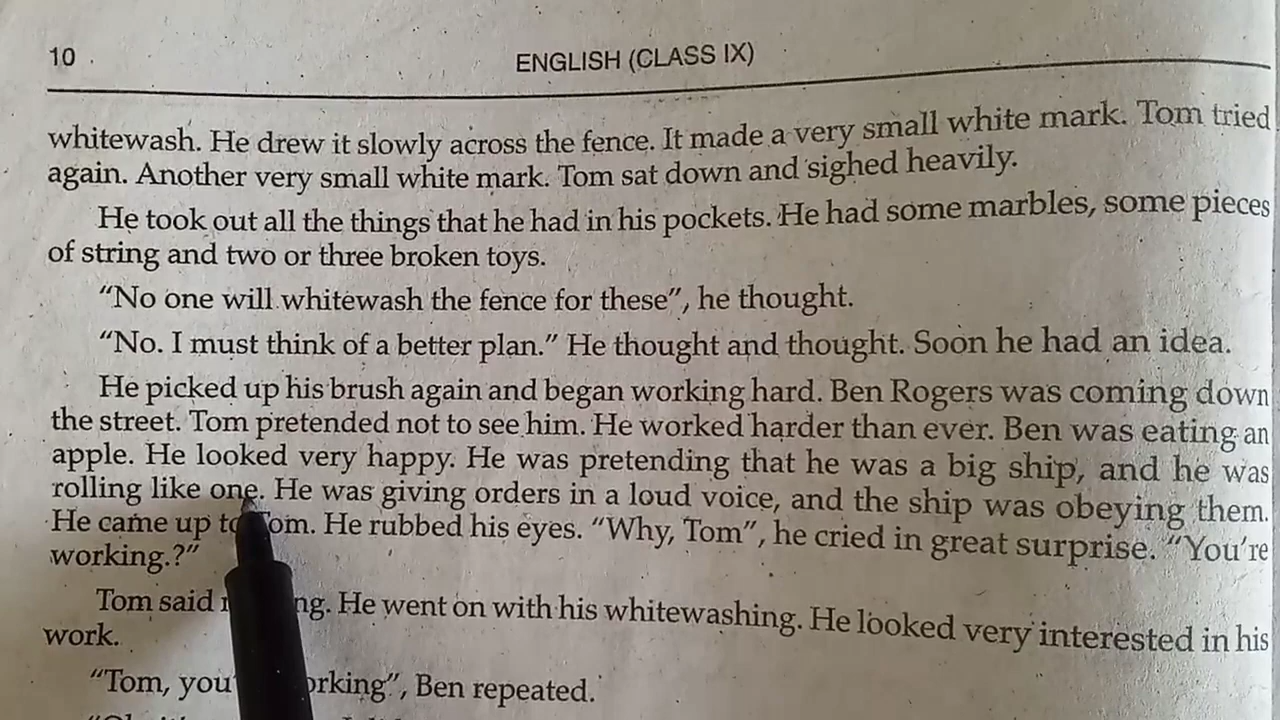 10
ENGLISH (CLASS IX)
whitewash. He drew it slowly across the fence. It made a very small white mark. Tom tried
again. Another very small white mark. Tom sat down and sighed heavily.
He took out all the things that he had in his pockets. He had some marbles, some pieces
of string and two or three broken toys.
“No one will whitewash the fence for these”, he thought.
“No. I must think of a better plan.” He thought and thought. Soon he had an idea.
He picked up his brush again and began working hard. Ben Rogers was coming down
the street. Tom pretended not to see him. He worked harder than ever. Ben was eating an
apple. He looked very happy. He was pretending that he was a big ship, and he was
rolling like one. He was giving orders in a loud voice, and the ship was obeying them.
He came up to Tom. He rubbed his eyes. “Why, Tom”, he cried in great surprise. “You're
working.?”
Tom said He went on with his whitewashing. He looked very interested in his
work.
“Tom, Ben repeated.